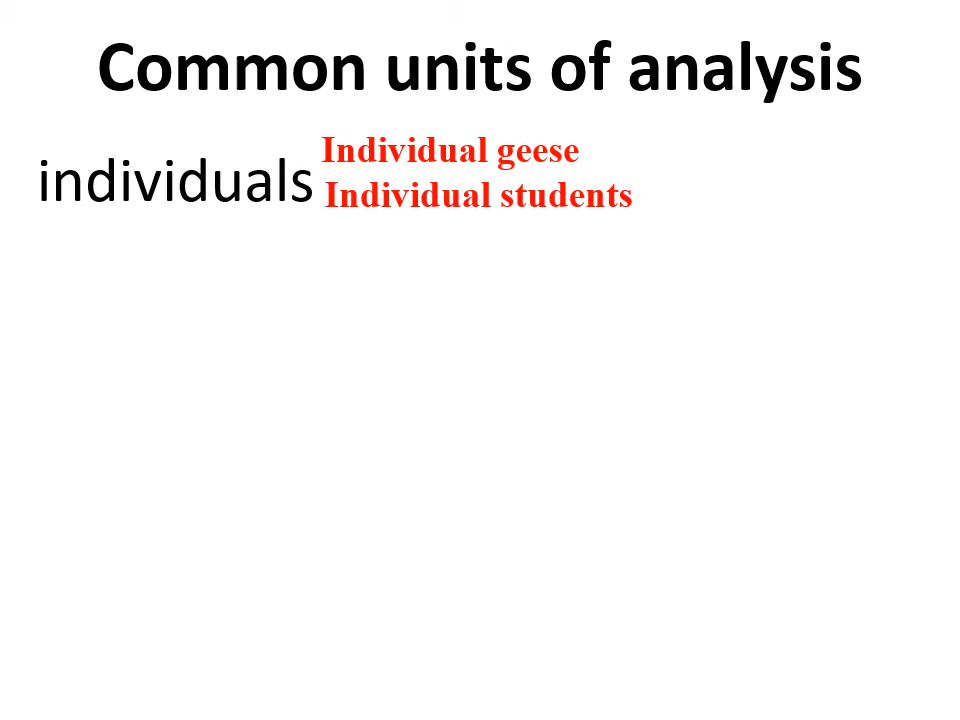 Common units of analysis
individuals
Individual geese
Individual students